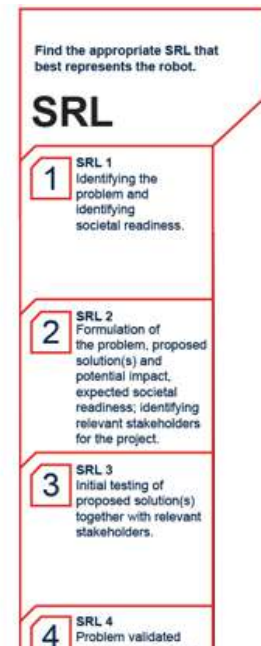 Find the appropriate SRL that
best represents the robot.
SRL
1
SRL 1
Identifying the
problem and
identifying
societal readiness.
2
SRL 2
Formulation of
the problem, proposed
solution(s) and
potential impact,
expected societal
readiness; identifying
relevant stakeholders
for the project.
3
SRL 3
Initial testing of
proposed solution(s)
together with relevant
stakeholders.
4
SRL 4
Problem validated